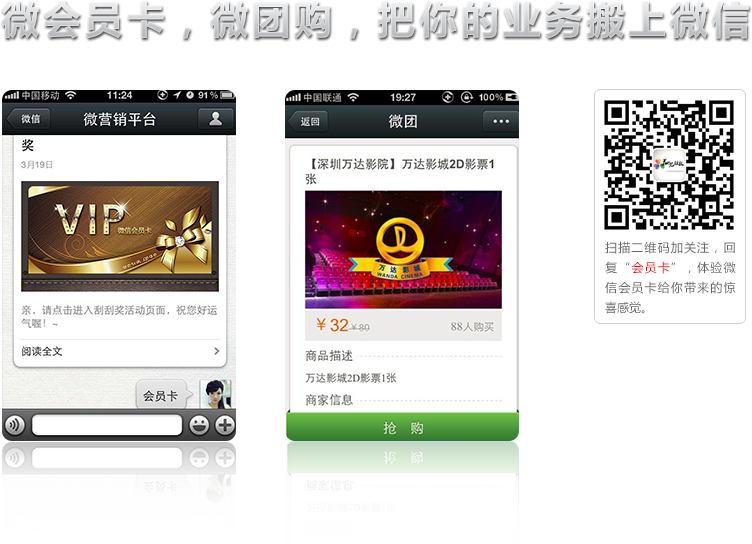 微会员卡，微团购，把你的业务搬上微信
中国移动 11:24 91%
微信 微营销平台
奖
3月19日
VIP
微信会员卡
www.dxin.com
亲，请点击进入刮刮奖活动页面，祝您好运
气喔！~
阅读全文
会员卡
中国联通 19:27 100%
返回 微团
【深圳万达影院】万达影城2D影票1
张
万达影城
WANDA CINEMA
¥32 ¥80 88人购买
商品描述
万达影城2D影票1张
商家信息
抢 购
扫描二维码加关注，回
复“会员卡”，体验微
信会员卡给你带来的惊
喜感觉。